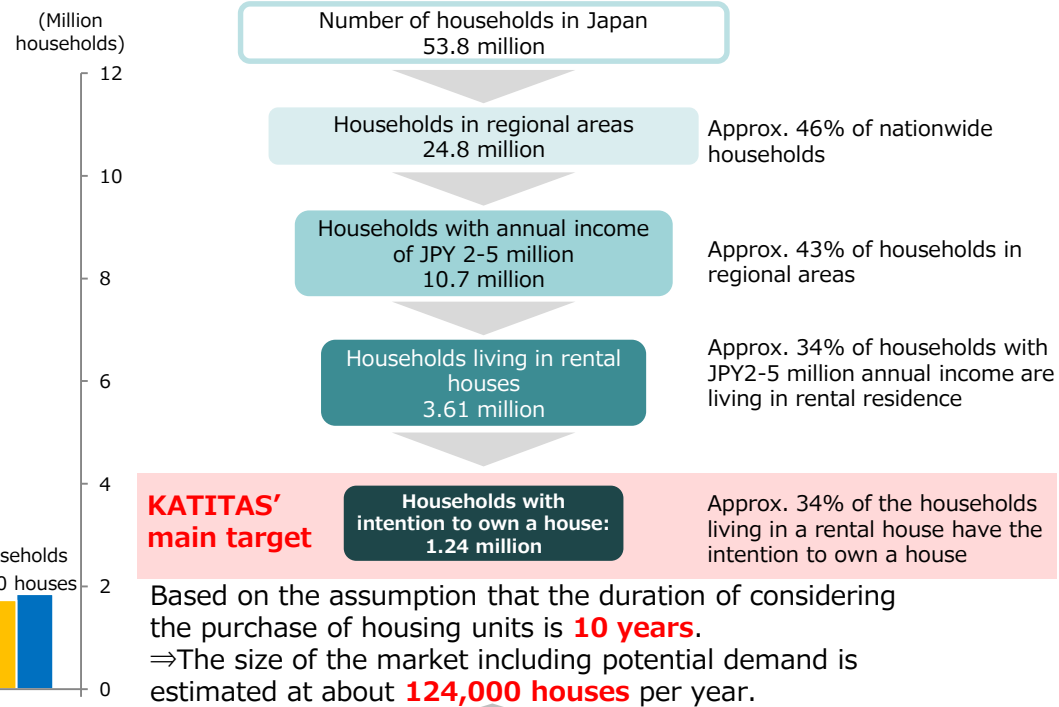 (Million
households)
12
10
8
6
4
2
0
Number of households in Japan
53.8 million
Households in regional areas
24.8 million
Approx. 46% of nationwide
households
Households with annual income
of JPY 2-5 million
10.7 million
Approx. 43% of households in
regional areas
Households living in rental
houses
3.61 million
Approx. 34% of households with
JPY2-5 million annual income are
living in rental residence
KATITAS’
main target
Households with
intention to own a house:
1.24 million
Approx. 34% of the households
living in a rental house have the
intention to own a house
0 houses
Based on the assumption that the duration of considering
the purchase of housing units is 10 years.
⇒The size of the market including potential demand is
estimated at about 124,000 houses per year.